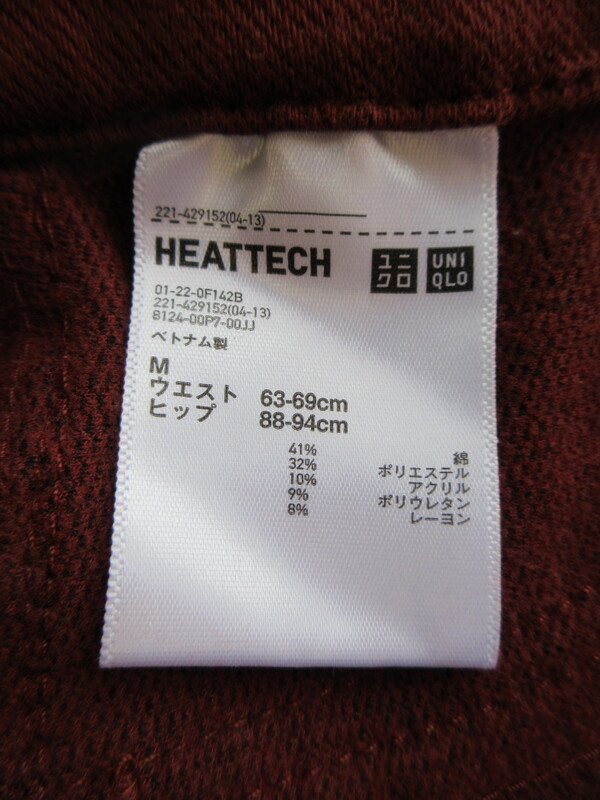 221-429152(04-13)
HEATTECH
ユニ
クロ
UNI
QLO
01-22-0F142B
221-429152(04-13)
8124-00P7-00JJ
ベトナム製
M
ウエスト 63-69cm
ヒップ 88-94cm
41% 綿
32% ポリエステル
10% アクリル
9% ポリウレタン
8% レーヨン